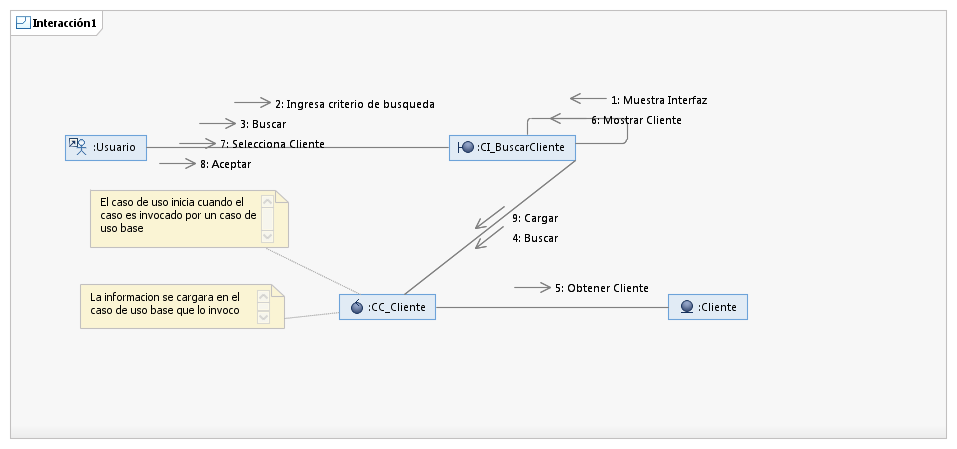 Interacción1
1: Muestra Interfaz
2: Ingresa criterio de busqueda
6: Mostrar Cliente
3: Buscar
7: Selecciona Cliente
:Usuario
:CI_BuscarCliente
8: Aceptar
El caso de uso inicia cuando el
caso es invocado por un caso de
uso base
9: Cargar
4: Buscar
5: Obtener Cliente
La informacion se cargara en el
caso de uso base que lo invoco
:CC_Cliente
:Cliente